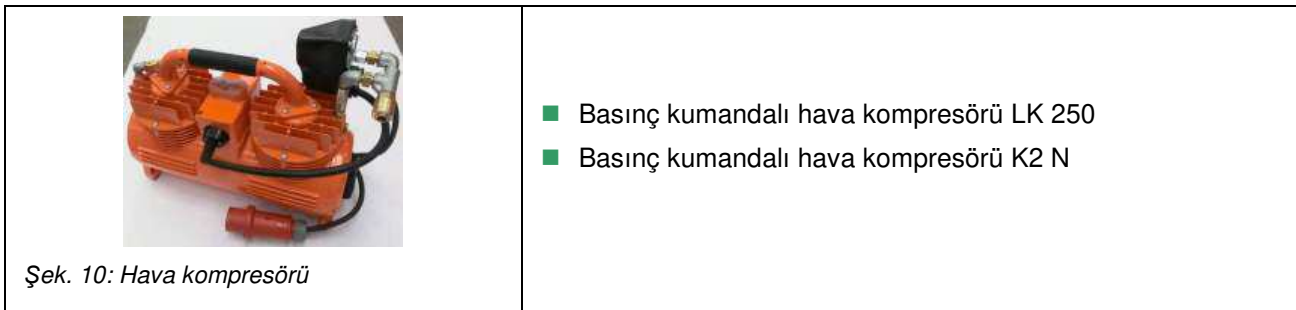 Basınç kumandalı hava kompresörü LK 250
Basınç kumandalı hava kompresörü K2 N
Şek. 10: Hava kompresörü